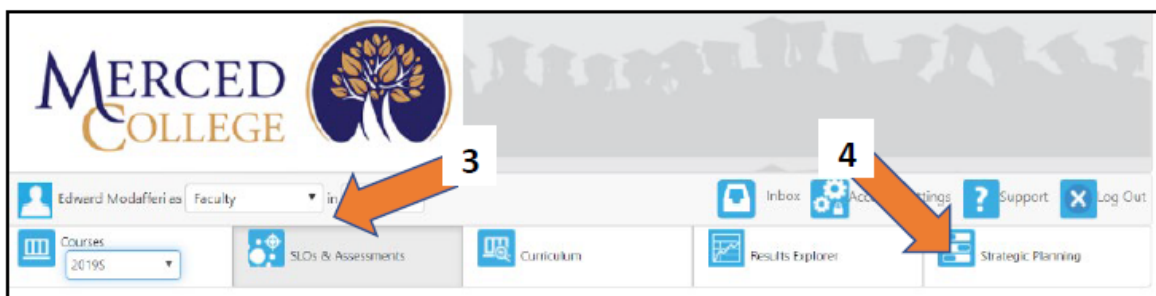 MERCED
COLLEGE
3
4
Edward Modafferi as Faculty in
Inbox
Support
Log Out
Courses
2019S
SLOs & Assessments
Curriculum
Results Explorer
Strategic Planning